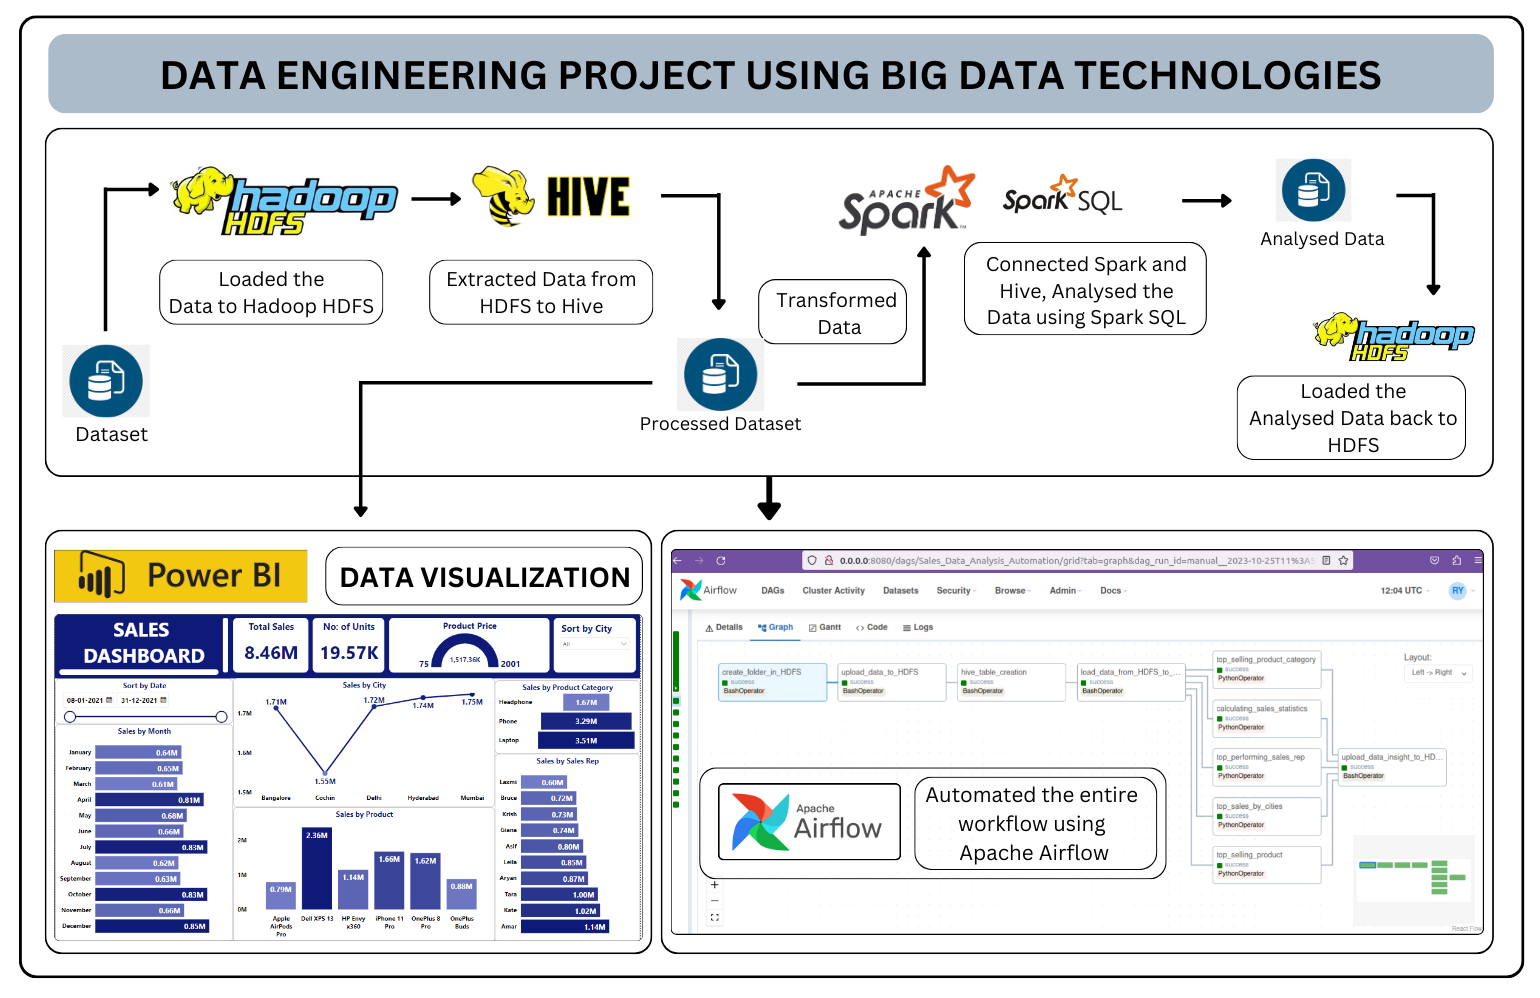 DATA ENGINEERING PROJECT USING BIG DATA TECHNOLOGIES
hadoop
HDFS
HIVE
APACHE
Spark
Spark SQL
Analysed Data
Loaded the
Data to Hadoop HDFS
Extracted Data from
HDFS to Hive
Transformed
Data
Connected Spark and
Hive, Analysed the
Data using Spark SQL
hadoop
HDFS
Loaded the
Analysed Data back to
HDFS
Dataset
Processed Dataset
Power BI
DATA VISUALIZATION
SALES
DASHBOARD
Total Sales
8.46M
No: of Units
19.57K
Product Price
1,517.36K
75
2001
Sort by City
All
Sort by Date
08-01-2021
31-12-2021
Sales by Month
January 0.64M
February 0.65M
March 0.61M
April 0.81M
May 0.68M
June 0.66M
July 0.83M
August 0.62M
September 0.63M
October 0.83M
November 0.66M
December 0.85M
Sales by City
1.7M
1.6M
1.5M
1.71M
1.55M
1.72M
1.74M
1.75M
Bangalore Cochin Delhi Hyderabad Mumbai
Sales by Product
2M
1M
0M
0.79M
2.36M
1.14M
1.66M
1.62M
0.88M
Apple AirPods Pro
Dell XPS 13
HP Envy x360
iPhone 11 Pro
OnePlus 8 Pro
OnePlus Buds
Sales by Product Category
Headphone 1.67M
Phone 3.29M
Laptop 3.51M
Sales by Sales Rep
Laxmi 0.60M
Bruce 0.72M
Krish 0.73M
Giana 0.74M
Asif 0.80M
Leila 0.85M
Aryan 0.87M
Tara 1.00M
Kate 1.02M
Amar 1.14M
0.0.0.0:8080/dags/Sales_Data_Analysis_Automation/grid?tab=graph&dag_run_id=manual__2023-10-25T11%3A5
Airflow DAGs Cluster Activity Datasets Security Browse Admin Docs 12:04 UTC RY
Details Graph Gantt Code Logs
Layout:
Left -> Right
create_folder_in_HDFS
success
BashOperator
upload_data_to_HDFS
success
BashOperator
hive_table_creation
success
BashOperator
load_data_from_HDFS_to_...
success
BashOperator
top_selling_product_category
success
PythonOperator
calculating_sales_statistics
success
PythonOperator
top_performing_sales_rep
success
PythonOperator
top_sales_by_cities
success
PythonOperator
top_selling_product
success
PythonOperator
upload_data_insight_to_HD...
success
BashOperator
Apache
Airflow
Automated the entire
workflow using
Apache Airflow
React Flow